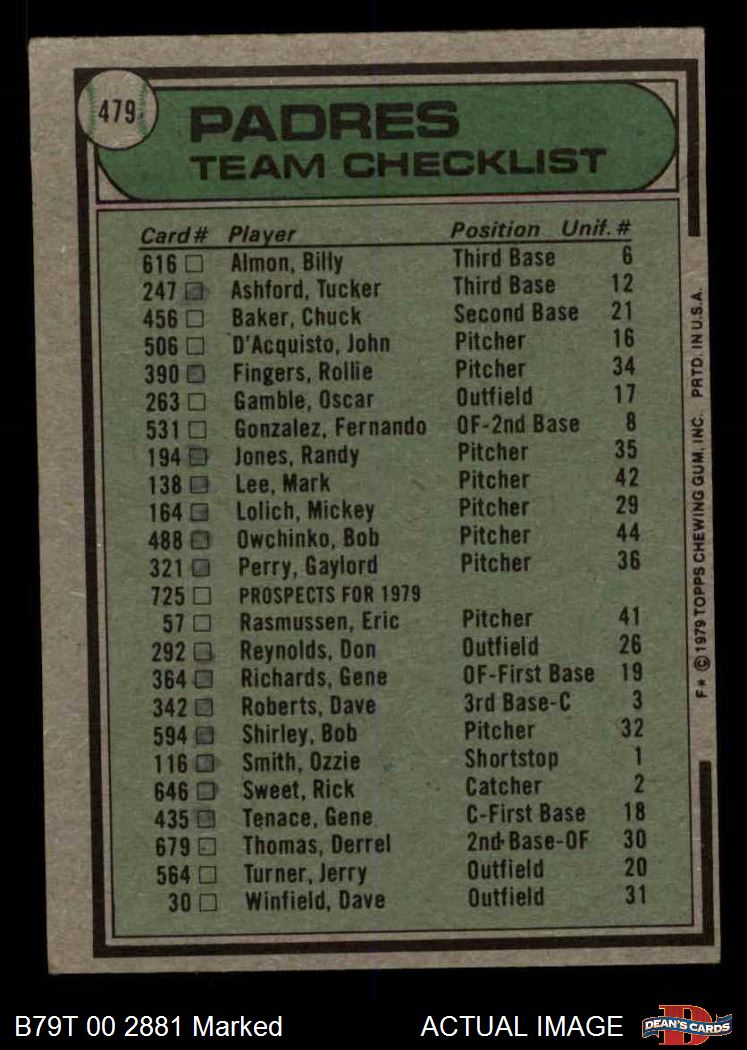 479
PADRES
TEAM CHECKLIST
Card# Player Position Unif. #
616 Almon, Billy Third Base 6
247 Ashford, Tucker Third Base 12
456 Baker, Chuck Second Base 21
506 D'Acquisto, John Pitcher 16
390 Fingers, Rollie Pitcher 34
263 Gamble, Oscar Outfield 17
531 Gonzalez, Fernando OF-2nd Base 8
194 Jones, Randy Pitcher 35
138 Lee, Mark Pitcher 42
164 Lolich, Mickey Pitcher 29
488 Owchinko, Bob Pitcher 44
321 Perry, Gaylord Pitcher 36
725 PROSPECTS FOR 1979
57 Rasmussen, Eric Pitcher 41
292 Reynolds, Don Outfield 26
364 Richards, Gene OF-First Base 19
342 Roberts, Dave 3rd Base-C 3
594 Shirley, Bob Pitcher 32
116 Smith, Ozzie Shortstop 1
646 Sweet, Rick Catcher 2
435 Tenace, Gene C-First Base 18
679 Thomas, Derrel 2nd-Base-OF 30
564 Turner, Jerry Outfield 20
30 Winfield, Dave Outfield 31
F* © 1979 TOPPS CHEWING GUM, INC. PRTD. IN U.S.A.
B79T 00 2881 Marked ACTUAL IMAGE
DEAN'S CARDS